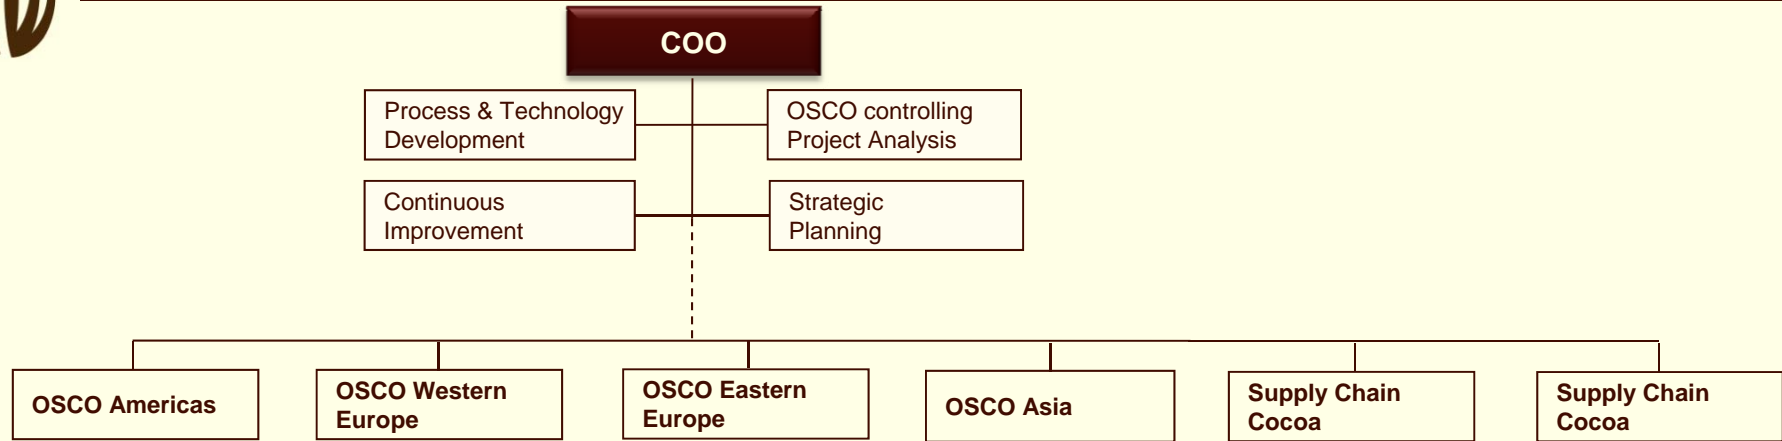 COO
Process & Technology
Development
OSCO controlling
Project Analysis
Continuous
Improvement
Strategic
Planning
OSCO Americas
OSCO Western
Europe
OSCO Eastern
Europe
OSCO Asia
Supply Chain
Cocoa
Supply Chain
Cocoa